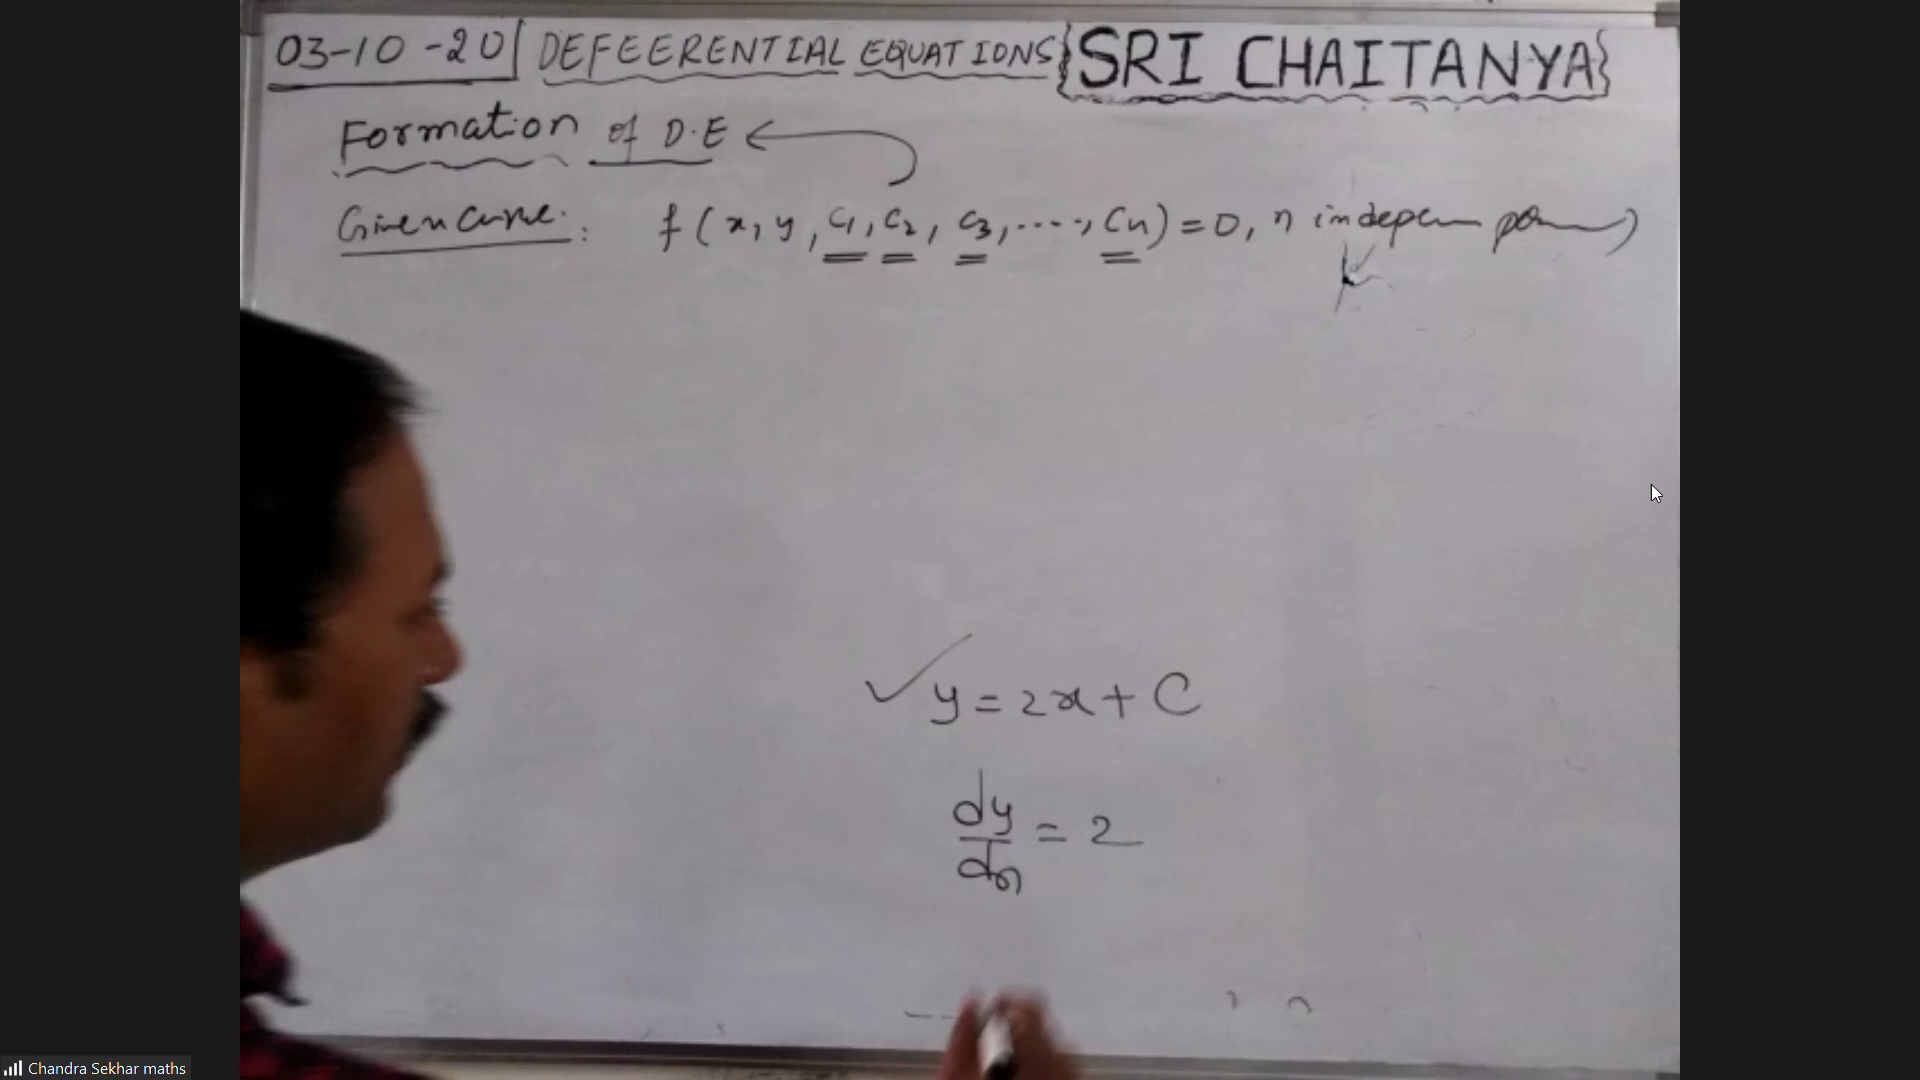 03-10-20 DEFEERENTIAL EQUATIONS {SRI CHAITANYA}
Formation of D.E
Given curve: f(x, y, c1, c2, c3, ...., cn) = 0, n indepen
y = 2x + C
dy/dx = 2
Chandra Sekhar maths